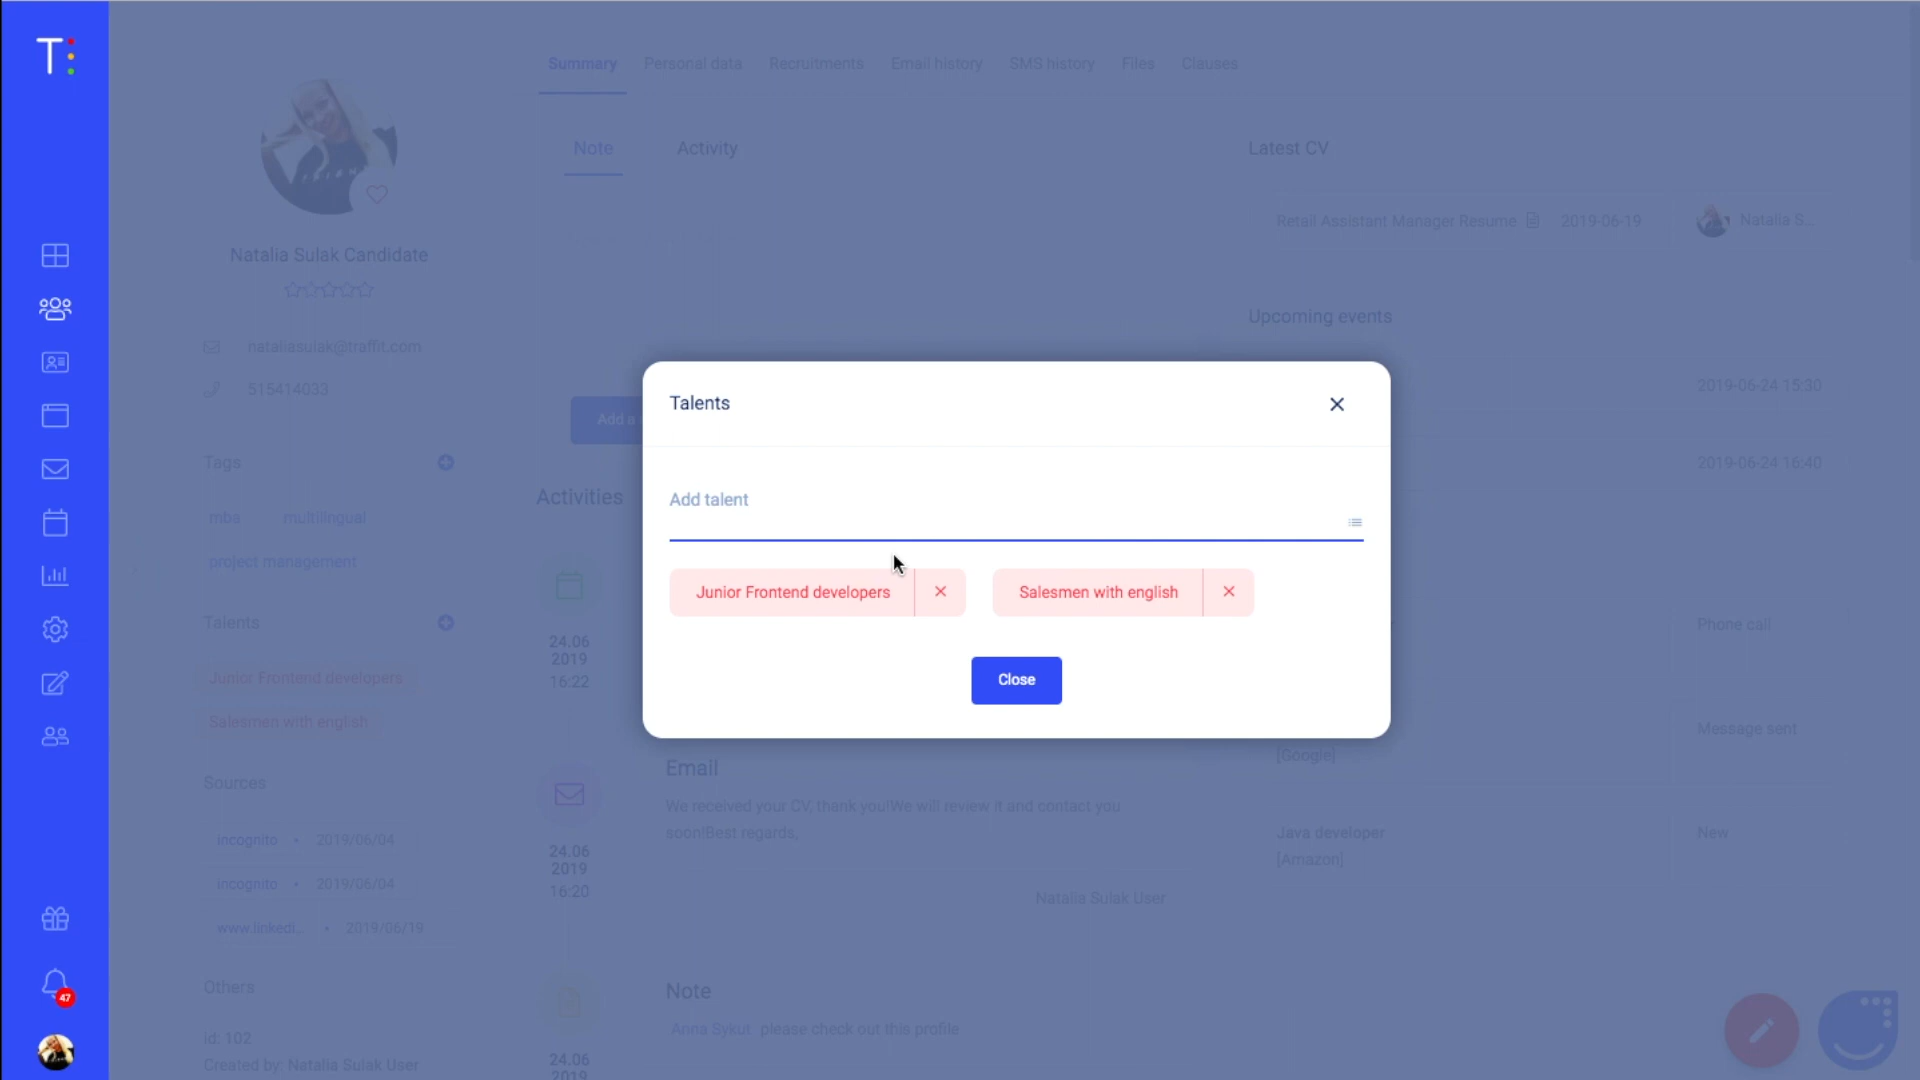 T:
Summary
Personal data
Recruitments
Email history
SMS history
Files
Clauses
Natalia Sulak Candidate
nataliasulak@traffit.com
515414033
Tags
mba
multilingual
project management
Talents
Junior Frontend developers
Salesmen with english
Sources
incognito • 2019/06/04
incognito • 2019/06/04
www.linkedi... • 2019/06/19
Others
Id: 102
Created by: Natalia Sulak User
47
Note
Activity
Add a
Activities
24.06
2019
16:22
24.06
2019
16:20
24.06
2019
Email
We received your CV, thank you!We will review it and contact you
soon!Best regards,
Natalia Sulak User
Note
Anna Sykut please check out this profile
Latest CV
Retail Assistant Manager Resume
2019-06-19
Natalia S...
Upcoming events
2019-06-24 15:30
2019-06-24 16:40
Phone call
Message sent
[Google]
Java developer
[Amazon]
New
Talents
Add talent
Junior Frontend developers
Salesmen with english
Close